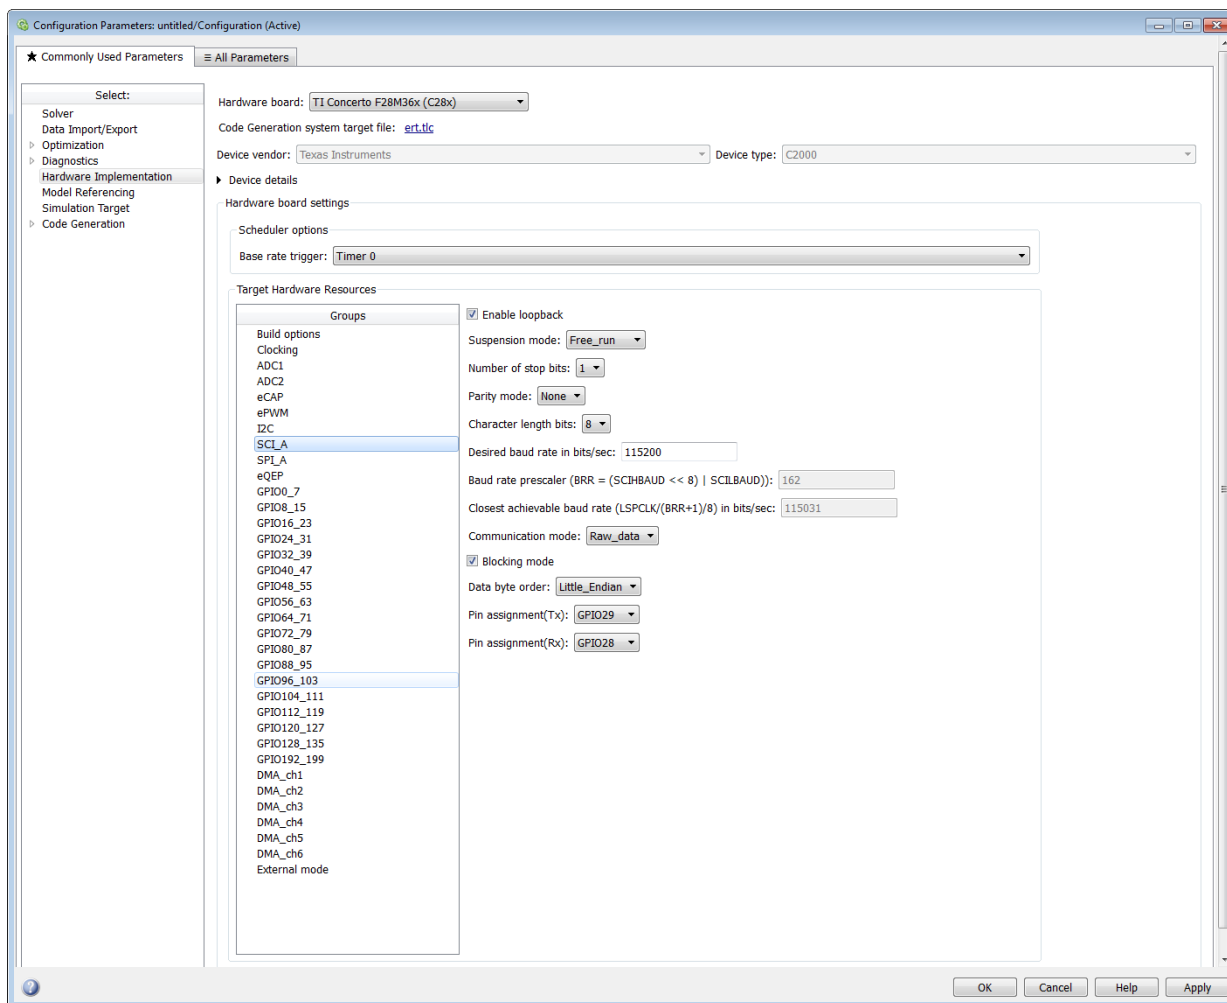 Configuration Parameters: untitled/Configuration (Active)
★ Commonly Used Parameters
≡ All Parameters
Select:
Solver
Data Import/Export
Optimization
Diagnostics
Hardware Implementation
Model Referencing
Simulation Target
Code Generation
Hardware board: TI Concerto F28M36x (C28x)
Code Generation system target file: ert.tlc
Device vendor: Texas Instruments Device type: C2000
Device details
Hardware board settings
Scheduler options
Base rate trigger: Timer 0
Target Hardware Resources
Groups
Build options
Clocking
ADC1
ADC2
eCAP
ePWM
I2C
SCI_A
SPI_A
eQEP
GPIO0_7
GPIO8_15
GPIO16_23
GPIO24_31
GPIO32_39
GPIO40_47
GPIO48_55
GPIO56_63
GPIO64_71
GPIO72_79
GPIO80_87
GPIO88_95
GPIO96_103
GPIO104_111
GPIO112_119
GPIO120_127
GPIO128_135
GPIO192_199
DMA_ch1
DMA_ch2
DMA_ch3
DMA_ch4
DMA_ch5
DMA_ch6
External mode
Enable loopback
Suspension mode: Free_run
Number of stop bits: 1
Parity mode: None
Character length bits: 8
Desired baud rate in bits/sec: 115200
Baud rate prescaler (BRR = (SCIHBAUD << 8) | SCILBAUD)): 162
Closest achievable baud rate (LSPCLK/(BRR+1)/8) in bits/sec: 115031
Communication mode: Raw_data
Blocking mode
Data byte order: Little_Endian
Pin assignment(Tx): GPIO29
Pin assignment(Rx): GPIO28
OK
Cancel
Help
Apply